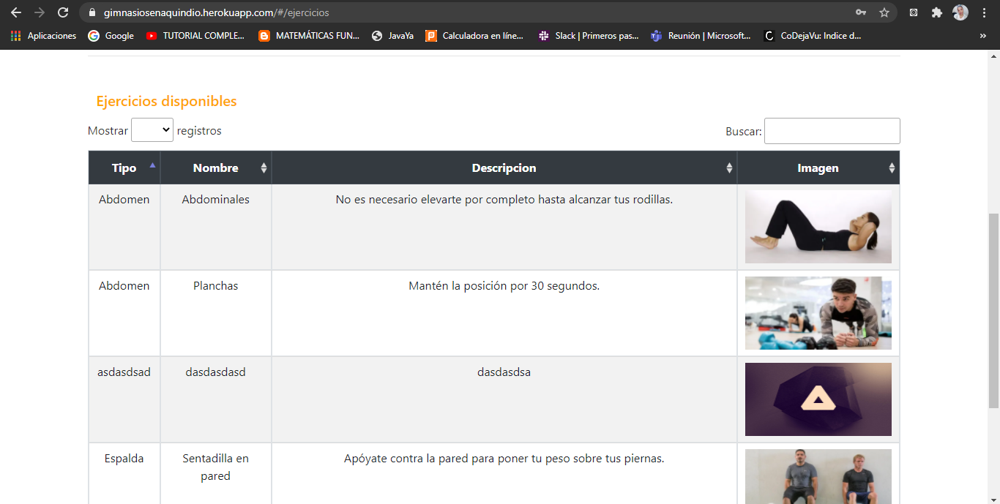 gimnasiosenaquindio.herokuapp.com/#/ejercicios
Aplicaciones Google TUTORIAL COMPLE... MATEMÁTICAS FUN... JavaYa Calculadora en líne... Slack | Primeros pas... Reunión | Microsoft... CoDejaVu: Indice d... »
Ejercicios disponibles
Mostrar registros Buscar:
Tipo Nombre Descripcion Imagen
Abdomen Abdominales No es necesario elevarte por completo hasta alcanzar tus rodillas.
Abdomen Planchas Mantén la posición por 30 segundos.
asdasdsad dasdasdasd dasdasdsa
Espalda Sentadilla en Apóyate contra la pared para poner tu peso sobre tus piernas.
pared